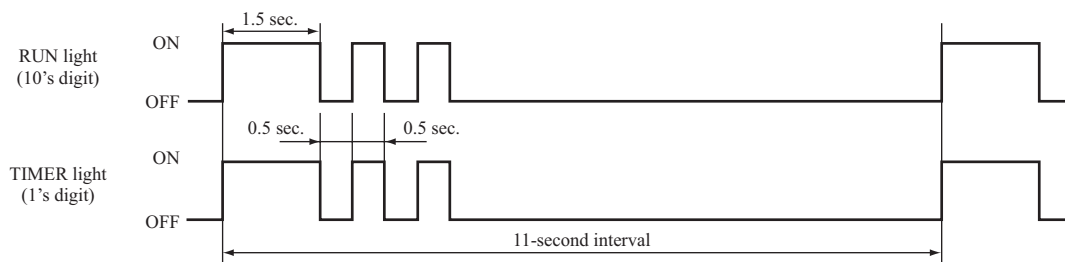 1.5 sec.
ON
RUN light
(10’s digit)
OFF
0.5 sec.
0.5 sec.
ON
TIMER light
(1’s digit)
OFF
11-second interval